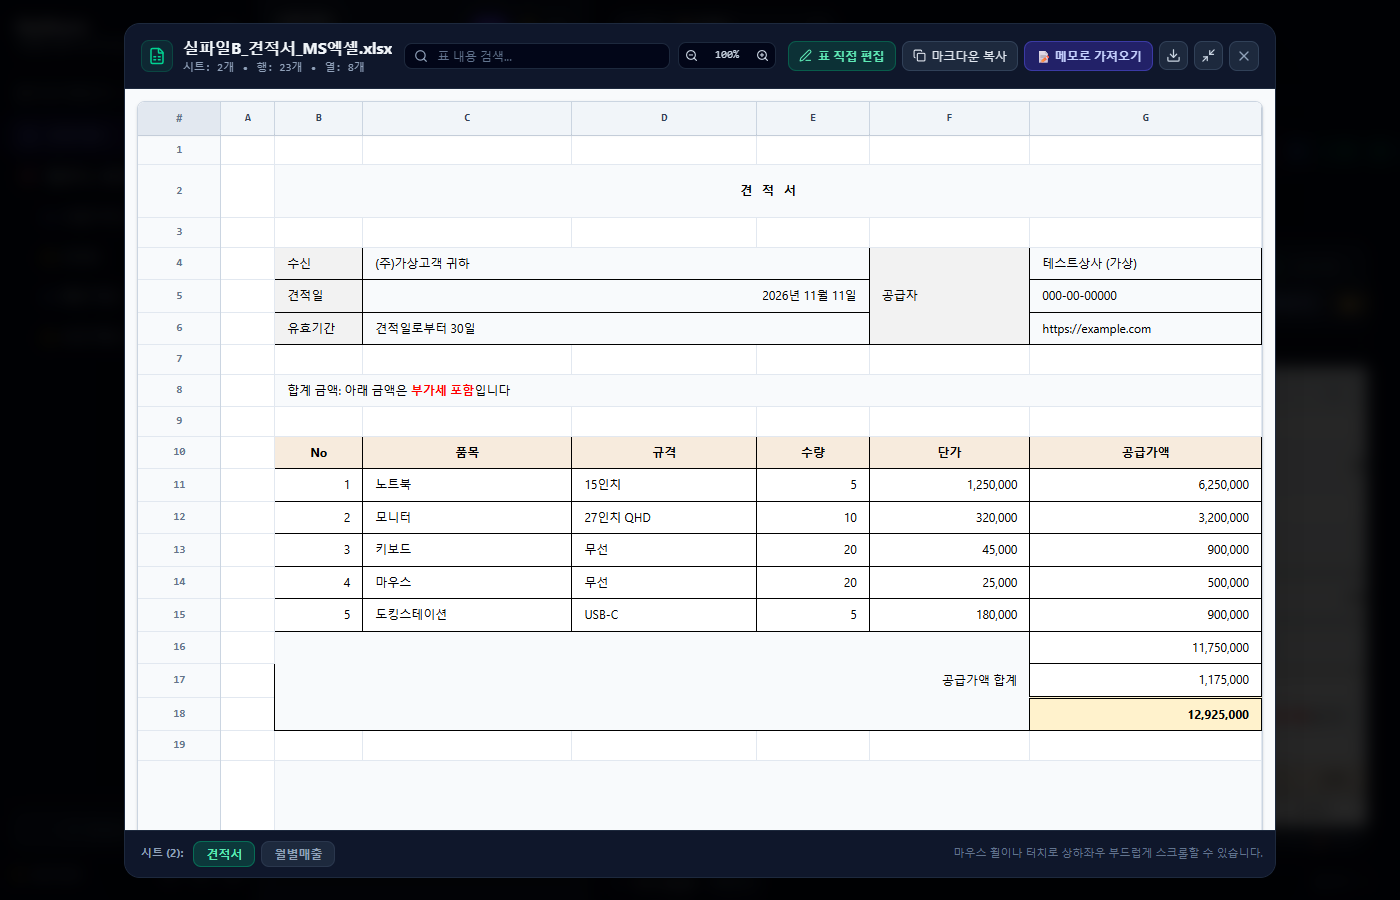 실파일B_견적서_MS엑셀.xlsx
시트: 2개 • 행: 23개 • 열: 8개
표 내용 검색...
100%
표 직접 편집
마크다운 복사
메모로 가져오기
# A B C D E F G
1
2 견 적 서
3
4 수신 (주)가상고객 귀하 테스트상사 (가상)
5 견적일 2026년 11월 11일 공급자 000-00-00000
6 유효기간 견적일로부터 30일 https://example.com
7
8 합계 금액: 아래 금액은 부가세 포함입니다
9
10 No 품목 규격 수량 단가 공급가액
11 1 노트북 15인치 5 1,250,000 6,250,000
12 2 모니터 27인치 QHD 10 320,000 3,200,000
13 3 키보드 무선 20 45,000 900,000
14 4 마우스 무선 20 25,000 500,000
15 5 도킹스테이션 USB-C 5 180,000 900,000
16 11,750,000
17 공급가액 합계 1,175,000
18 12,925,000
19
시트 (2): 견적서 월별매출
마우스 휠이나 터치로 상하좌우 부드럽게 스크롤할 수 있습니다.